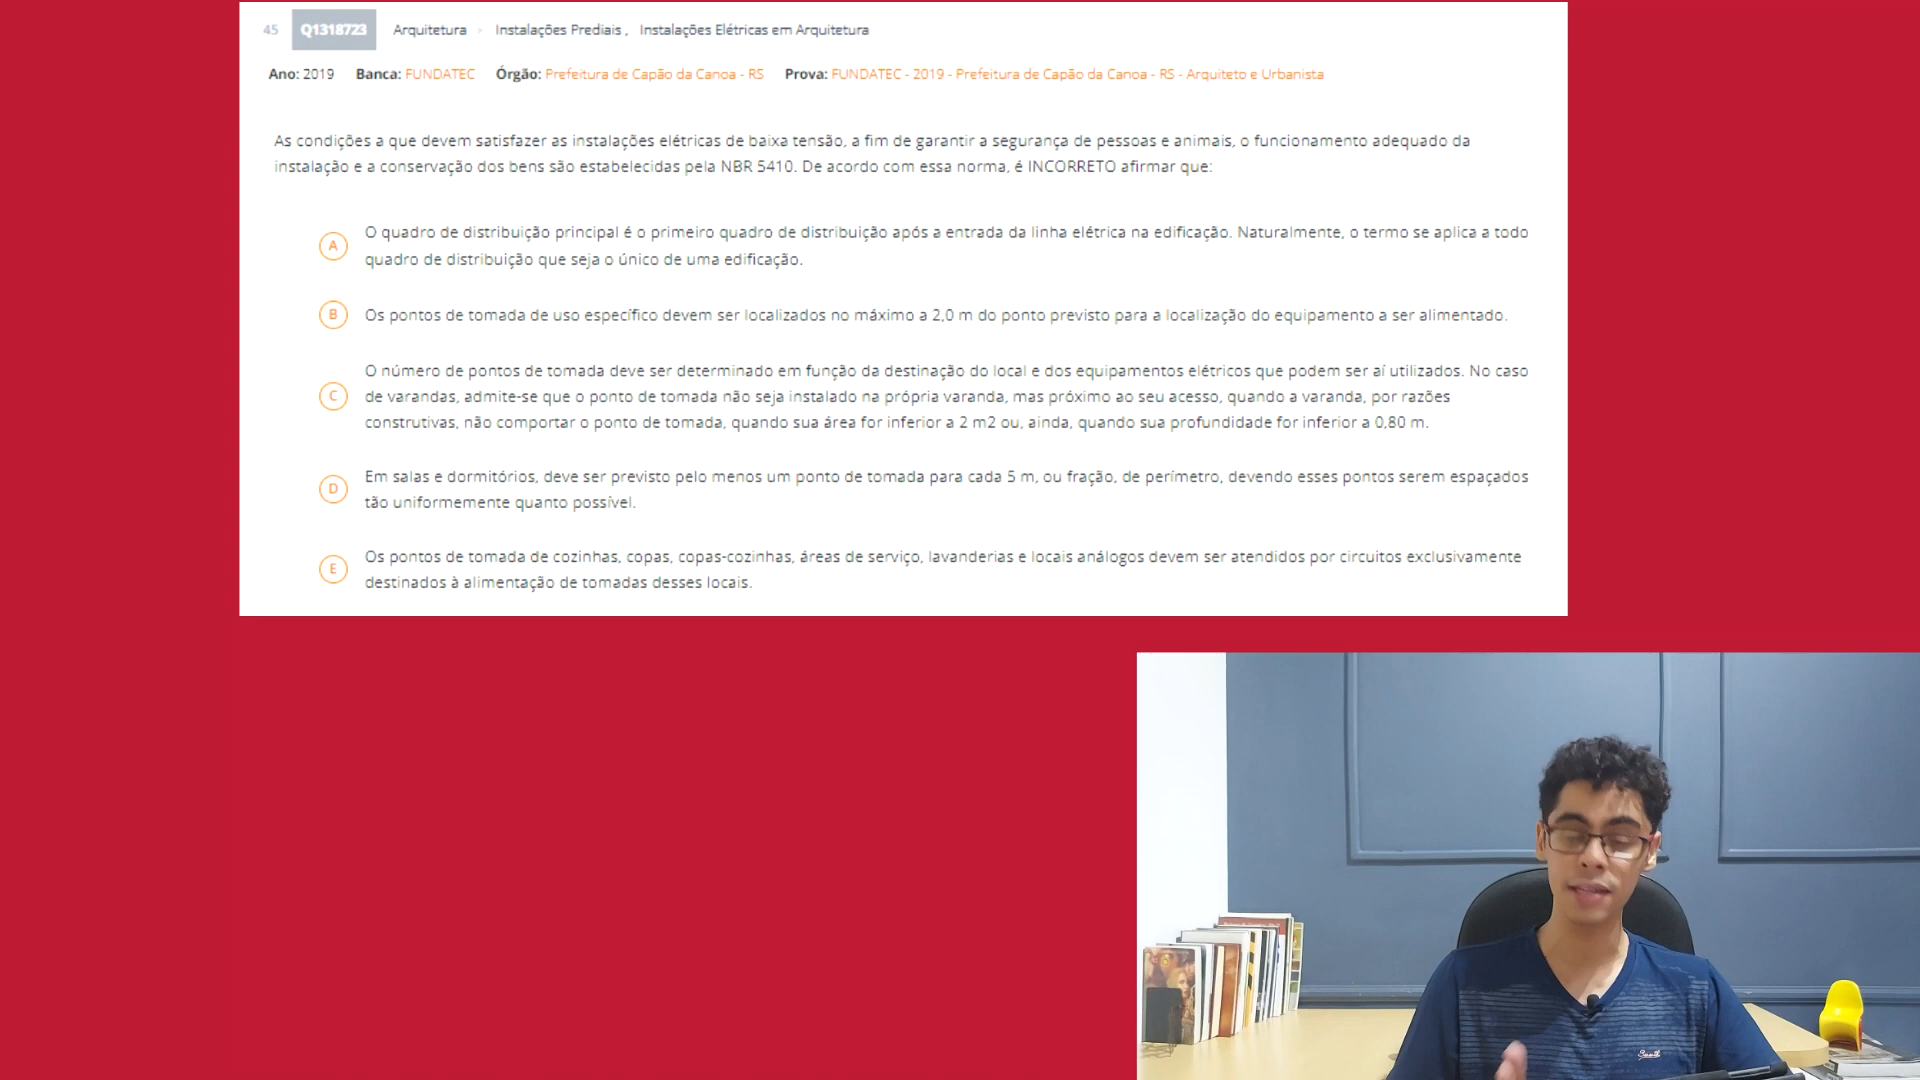 45 Q1318723 Arquitetura > Instalações Prediais , Instalações Elétricas em Arquitetura
Ano: 2019 Banca: FUNDATEC Órgão: Prefeitura de Capão da Canoa - RS Prova: FUNDATEC - 2019 - Prefeitura de Capão da Canoa - RS - Arquiteto e Urbanista
As condições a que devem satisfazer as instalações elétricas de baixa tensão, a fim de garantir a segurança de pessoas e animais, o funcionamento adequado da
instalação e a conservação dos bens são estabelecidas pela NBR 5410. De acordo com essa norma, é INCORRETO afirmar que:
A O quadro de distribuição principal é o primeiro quadro de distribuição após a entrada da linha elétrica na edificação. Naturalmente, o termo se aplica a todo
quadro de distribuição que seja o único de uma edificação.
B Os pontos de tomada de uso específico devem ser localizados no máximo a 2,0 m do ponto previsto para a localização do equipamento a ser alimentado.
C O número de pontos de tomada deve ser determinado em função da destinação do local e dos equipamentos elétricos que podem ser aí utilizados. No caso
de varandas, admite-se que o ponto de tomada não seja instalado na própria varanda, mas próximo ao seu acesso, quando a varanda, por razões
construtivas, não comportar o ponto de tomada, quando sua área for inferior a 2 m2 ou, ainda, quando sua profundidade for inferior a 0,80 m.
D Em salas e dormitórios, deve ser previsto pelo menos um ponto de tomada para cada 5 m, ou fração, de perímetro, devendo esses pontos serem espaçados
tão uniformemente quanto possível.
E Os pontos de tomada de cozinhas, copas, copas-cozinhas, áreas de serviço, lavanderias e locais análogos devem ser atendidos por circuitos exclusivamente
destinados à alimentação de tomadas desses locais.